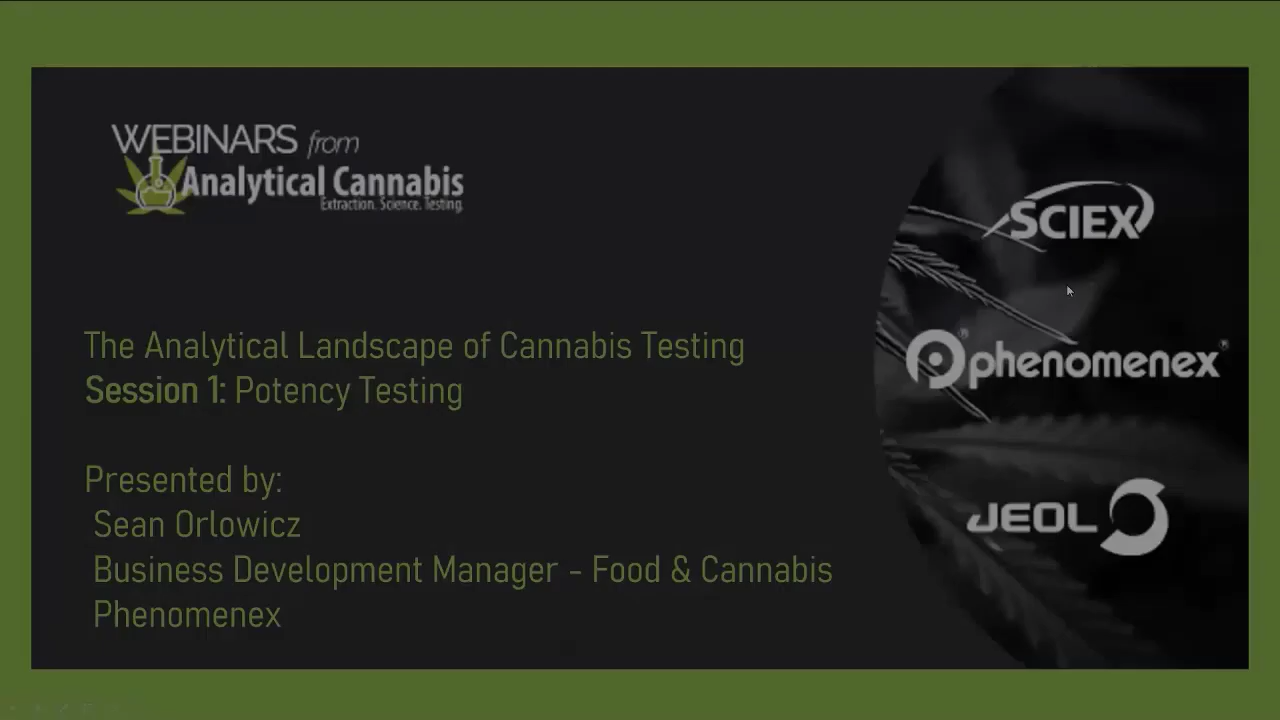 WEBINARS from
Analytical Cannabis
Extraction. Science. Testing.
SCIEX
phenomenex®
JEOL
The Analytical Landscape of Cannabis Testing
Session 1: Potency Testing
Presented by:
Sean Orlowicz
Business Development Manager - Food & Cannabis
Phenomenex